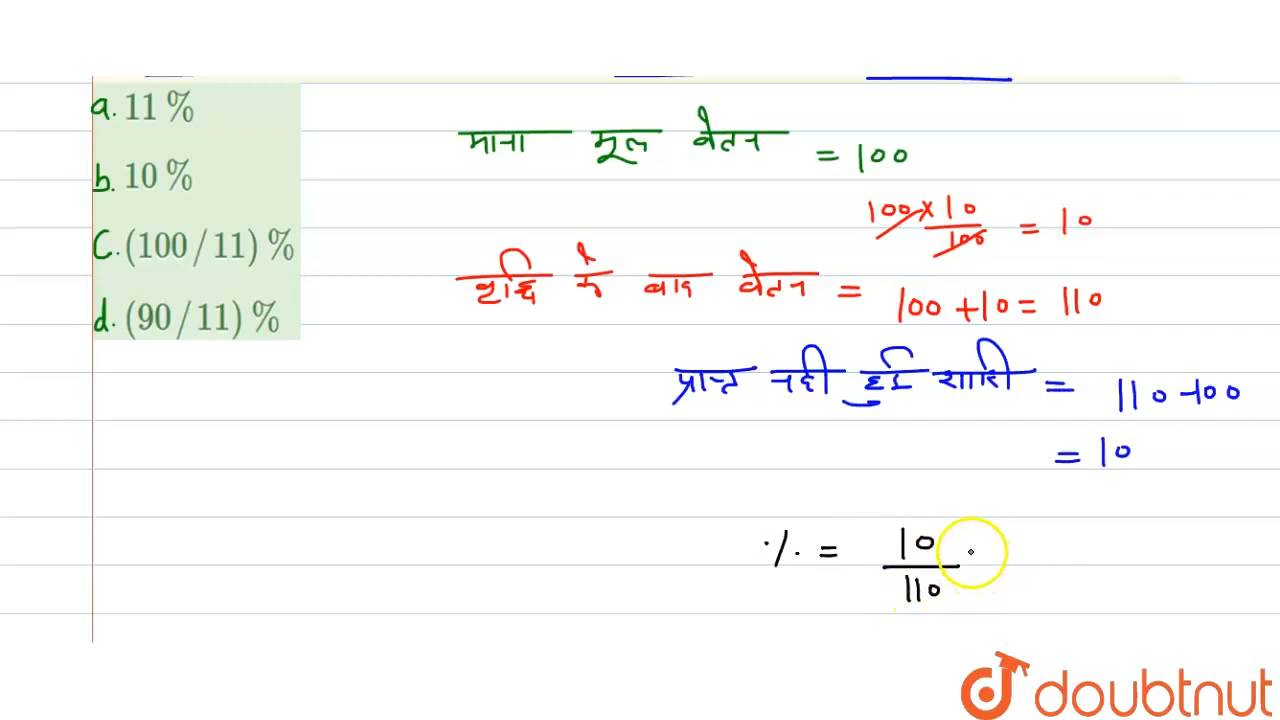 a. 11 %
b. 10 %
C. (100/11) %
d. (90/11) %
माना मूल वेतन = 100
100 × 10 / 100 = 10
वृद्धि के बाद वेतन = 100 + 10 = 110
प्राप्त नही हुई राशि = 110 - 100
= 10
% = 10 / 110
doubtnut